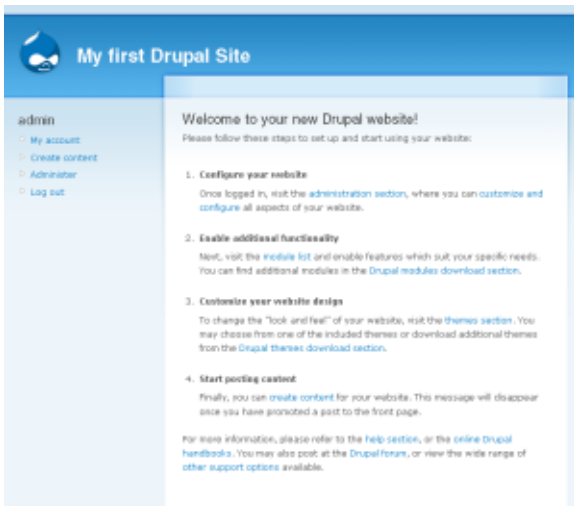 My first Drupal Site
admin
My account
Create content
Administer
Log out
Welcome to your new Drupal website!
Please follow these steps to set up and start using your website:
1. Configure your website
Once logged in, visit the administration section, where you can customize and
configure all aspects of your website.
2. Enable additional functionality
Next, visit the module list and enable features which suit your specific needs.
You can find additional modules in the Drupal modules download section.
3. Customize your website design
To change the "look and feel" of your website, visit the themes section. You
may choose from one of the included themes or download additional themes
from the Drupal themes download section.
4. Start posting content
Finally, you can create content for your website. This message will disappear
once you have promoted a post to the front page.
For more information, please refer to the help section, or the online Drupal
handbooks. You may also post at the Drupal forum, or view the wide range of
other support options available.